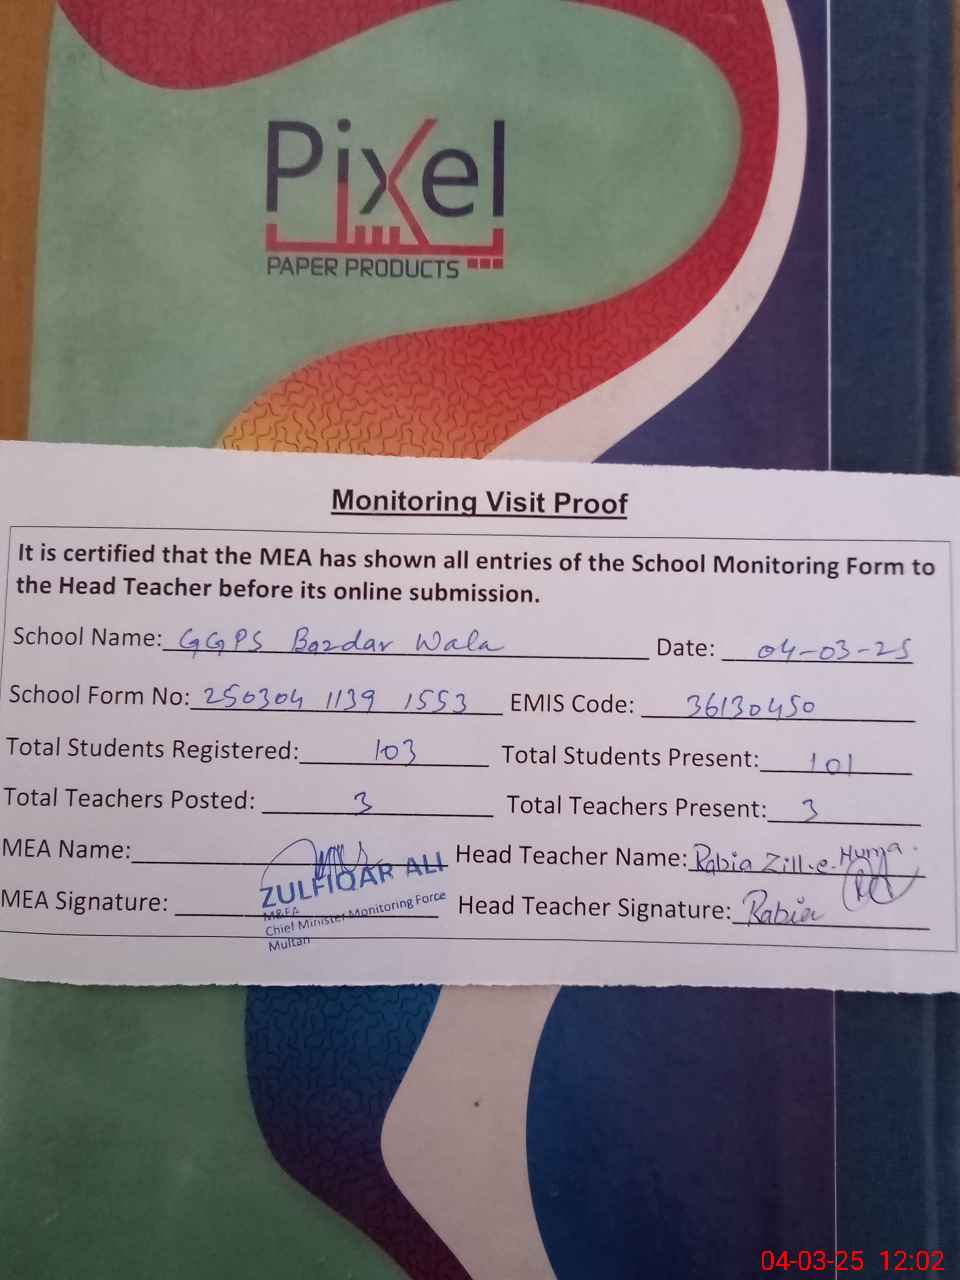 Pixel
PAPER PRODUCTS
Monitoring Visit Proof
It is certified that the MEA has shown all entries of the School Monitoring Form to
the Head Teacher before its online submission.
School Name: GGPS Bozdar Wala Date: 04-03-25
School Form No: 250304 1139 1553 EMIS Code: 36130450
Total Students Registered: 103 Total Students Present: 101
Total Teachers Posted: 3 Total Teachers Present: 3
MEA Name: Head Teacher Name: Rabia Zill-e-Huma.
ZULFIQAR ALI
MEA Signature: Head Teacher Signature: Rabia
M&EA
Chief Minister Monitoring Force
Multan
04-03-25 12:02